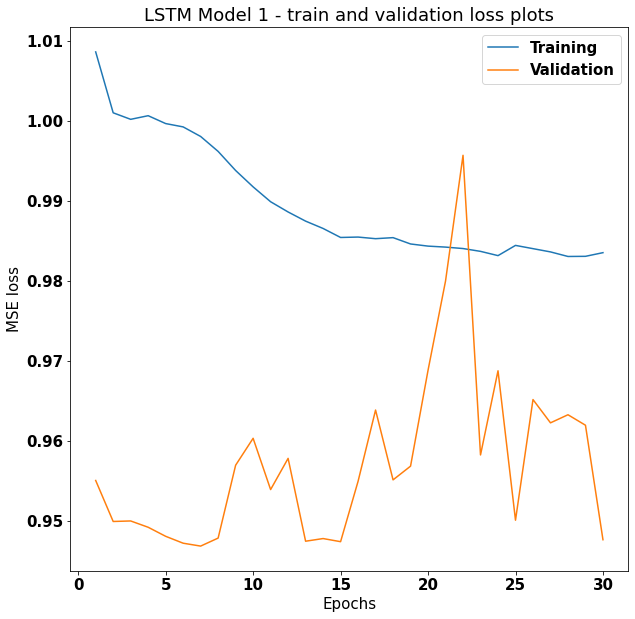 LSTM Model 1 - train and validation loss plots
Training
Validation
MSE loss
1.01
1.00
0.99
0.98
0.97
0.96
0.95
0 5 10 15 20 25 30
Epochs